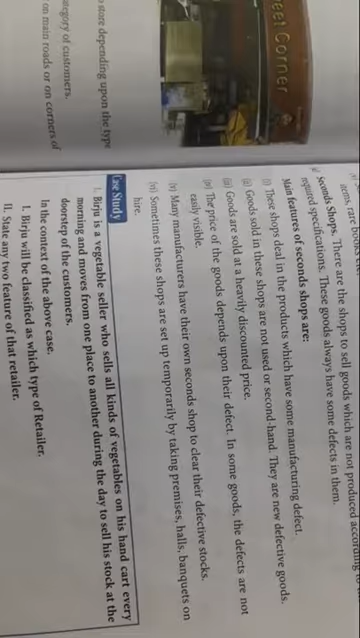 eet Corner
store depending upon the type
ategory of customers.
on main roads or on corners of
items, rare books
Seconds Shops. There are the shops to sell goods which are not produced according
required specifications. These goods always have some defects in them.
Main features of seconds shops are:
(i) These shops deal in the products which have some manufacturing defect.
(ii) Goods sold in these shops are not used or second-hand. They are new defective goods.
(iii) Goods are sold at a heavily discounted price.
(iv) The price of the goods depends upon their defect. In some goods, the defects are not
easily visible.
(v) Many manufacturers have their own seconds shop to clear their defective stocks.
(vi) Sometimes these shops are set up temporarily by taking premises, halls, banquets on
hire.
Case Study
1. Birju is a vegetable seller who sells all kinds of vegetables on his hand cart every
morning and moves from one place to another during the day to sell his stock at the
doorstep of the customers.
In the context of the above case.
I. Birju will be classified as which type of Retailer.
II. State any two feature of that retailer.